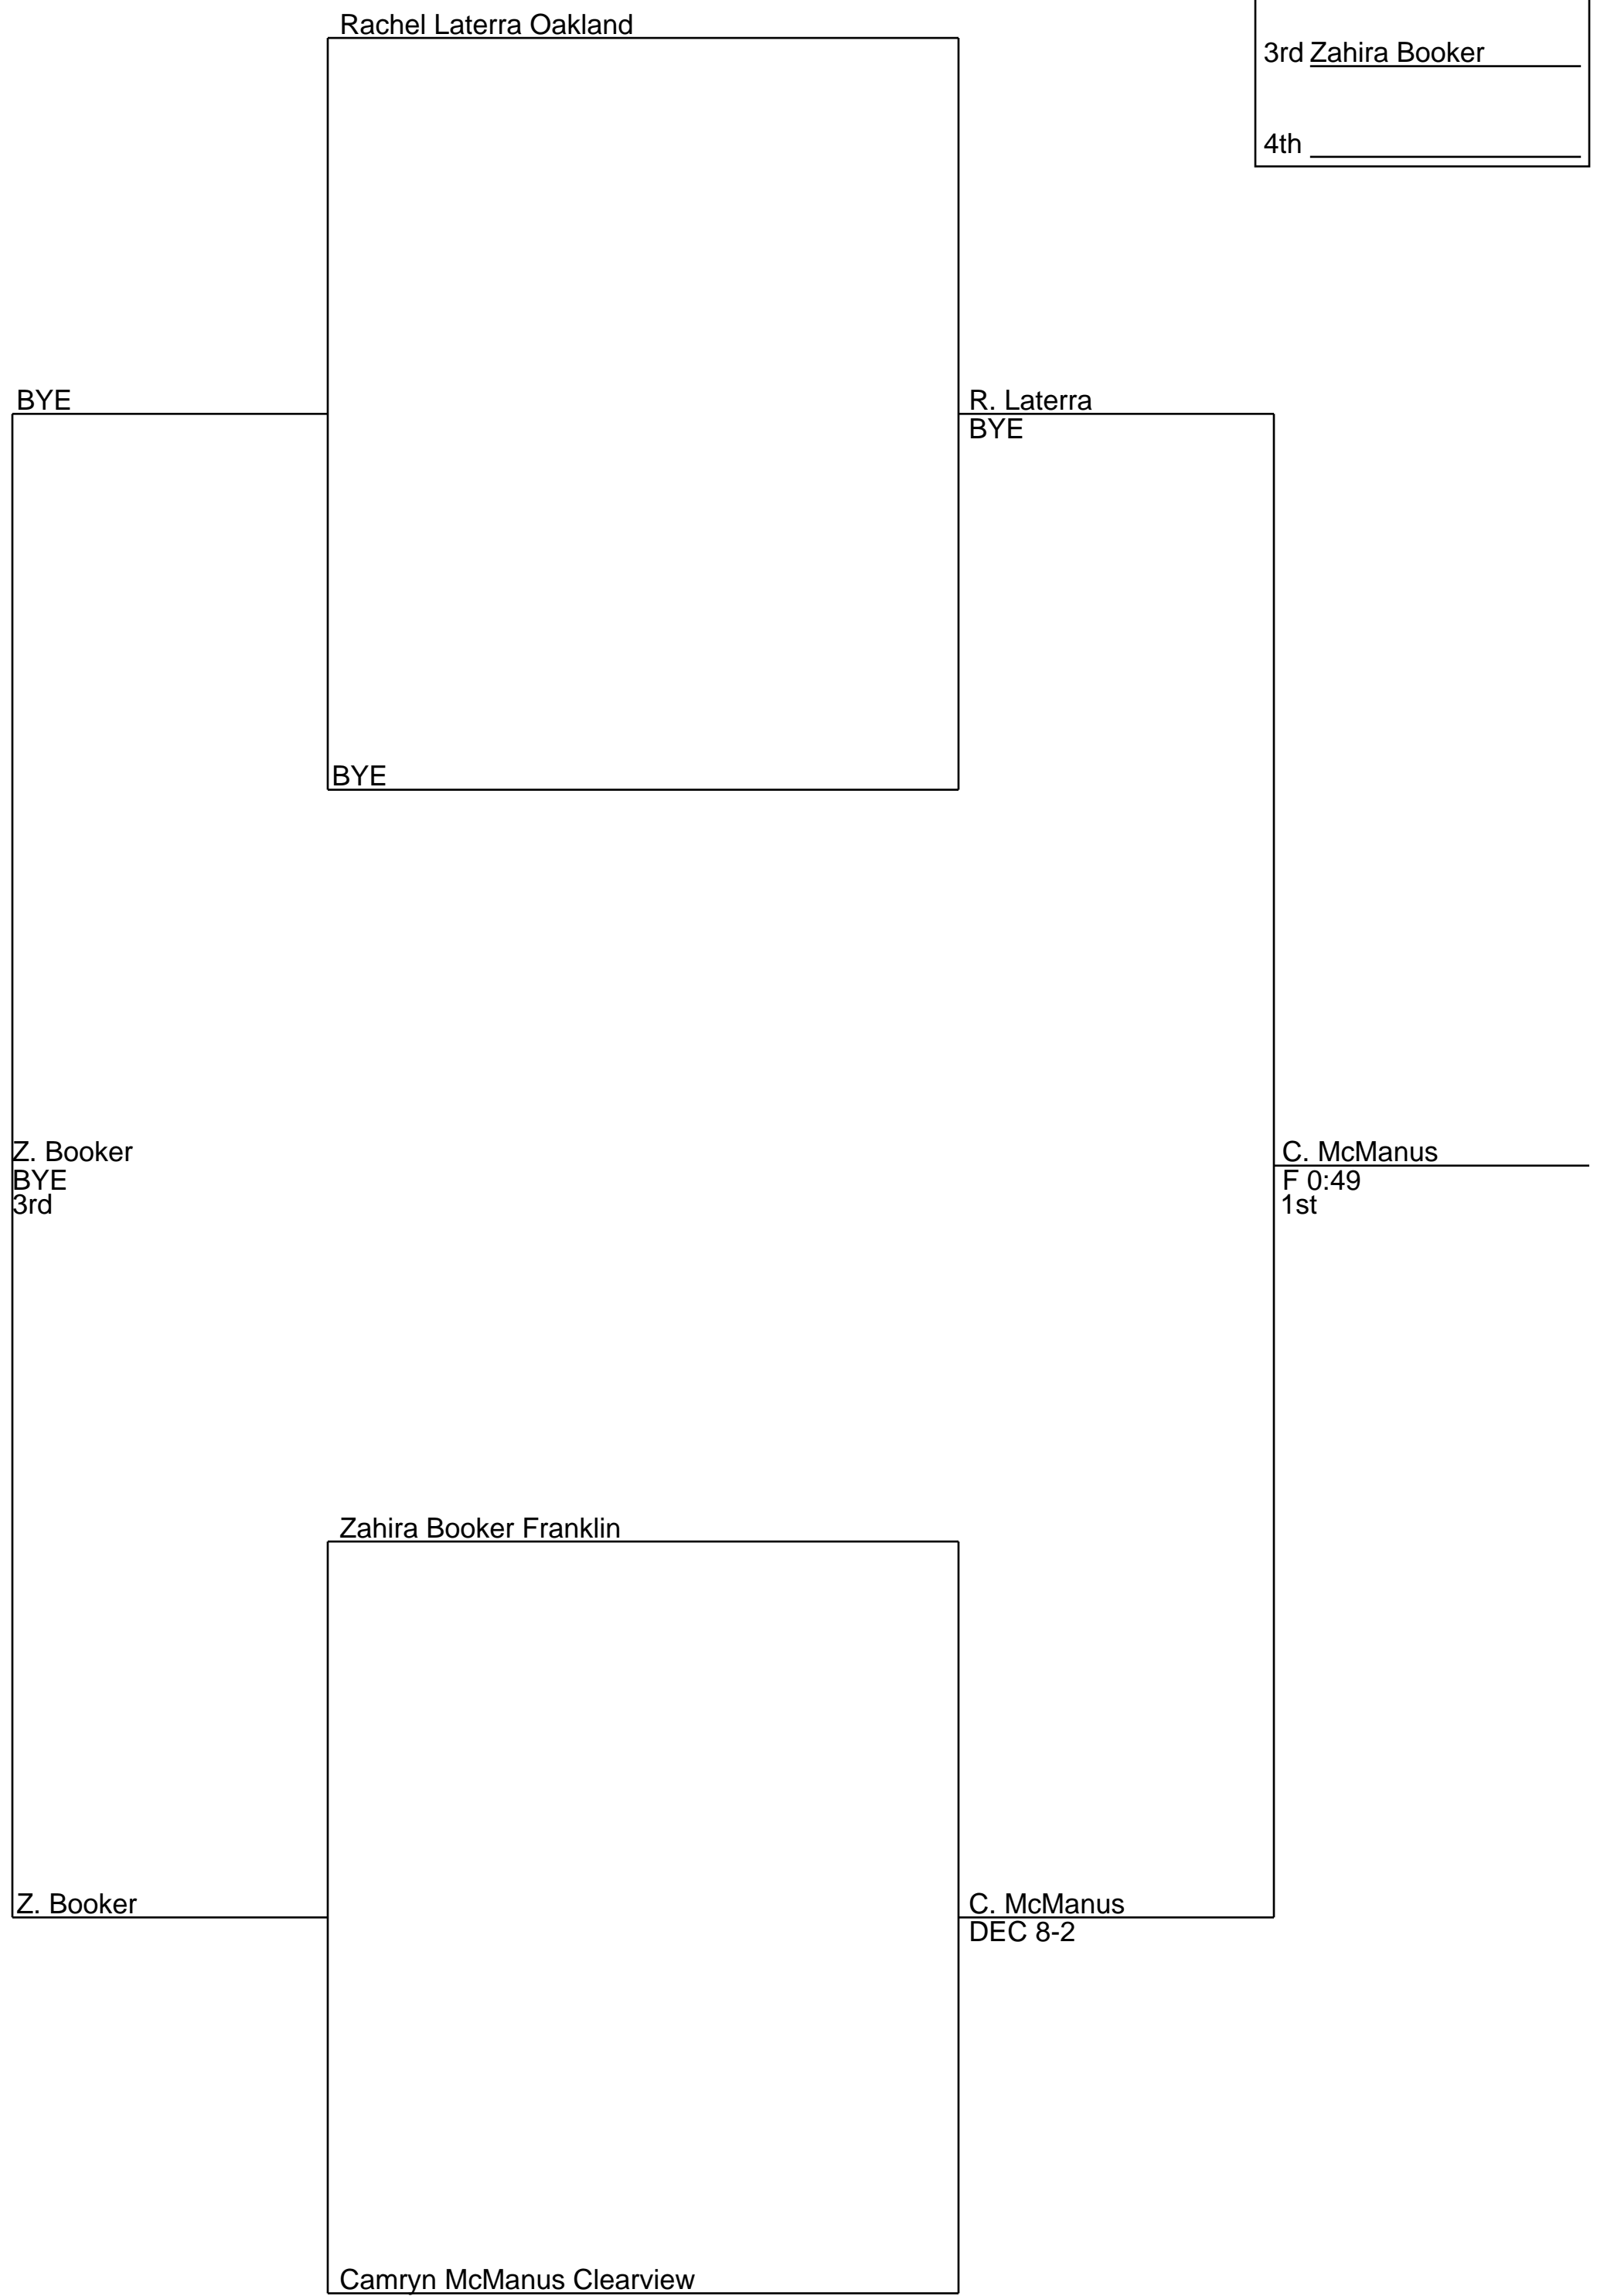 Rachel Laterra Oakland
3rd Zahira Booker
4th
BYE
R. Laterra
BYE
BYE
Z. Booker
BYE
3rd
C. McManus
F 0:49
1st
Zahira Booker Franklin
Z. Booker
C. McManus
DEC 8-2
Camryn McManus Clearview